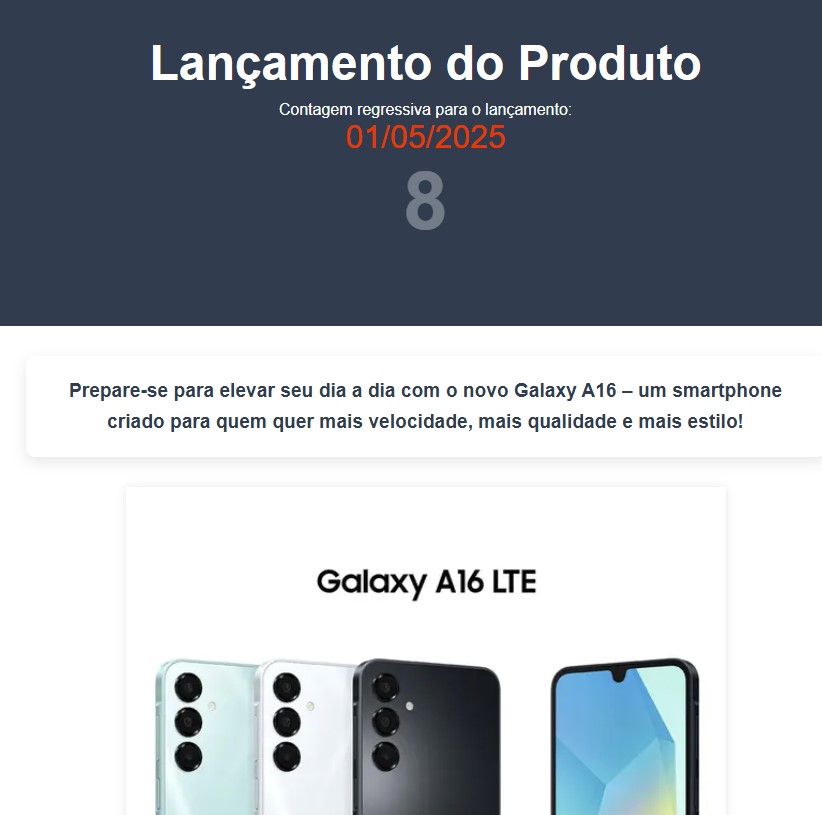 Lançamento do Produto
Contagem regressiva para o lançamento:
01/05/2025
8
Prepare-se para elevar seu dia a dia com o novo Galaxy A16 – um smartphone
criado para quem quer mais velocidade, mais qualidade e mais estilo!
Galaxy A16 LTE